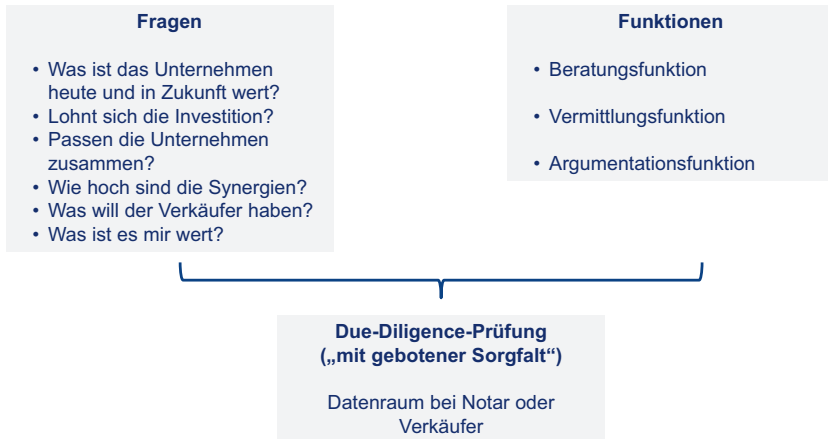 Fragen
• Was ist das Unternehmen
heute und in Zukunft wert?
• Lohnt sich die Investition?
• Passen die Unternehmen
zusammen?
• Wie hoch sind die Synergien?
• Was will der Verkäufer haben?
• Was ist es mir wert?
Funktionen
• Beratungsfunktion
• Vermittlungsfunktion
• Argumentationsfunktion
Due-Diligence-Prüfung
(„mit gebotener Sorgfalt“)
Datenraum bei Notar oder
Verkäufer